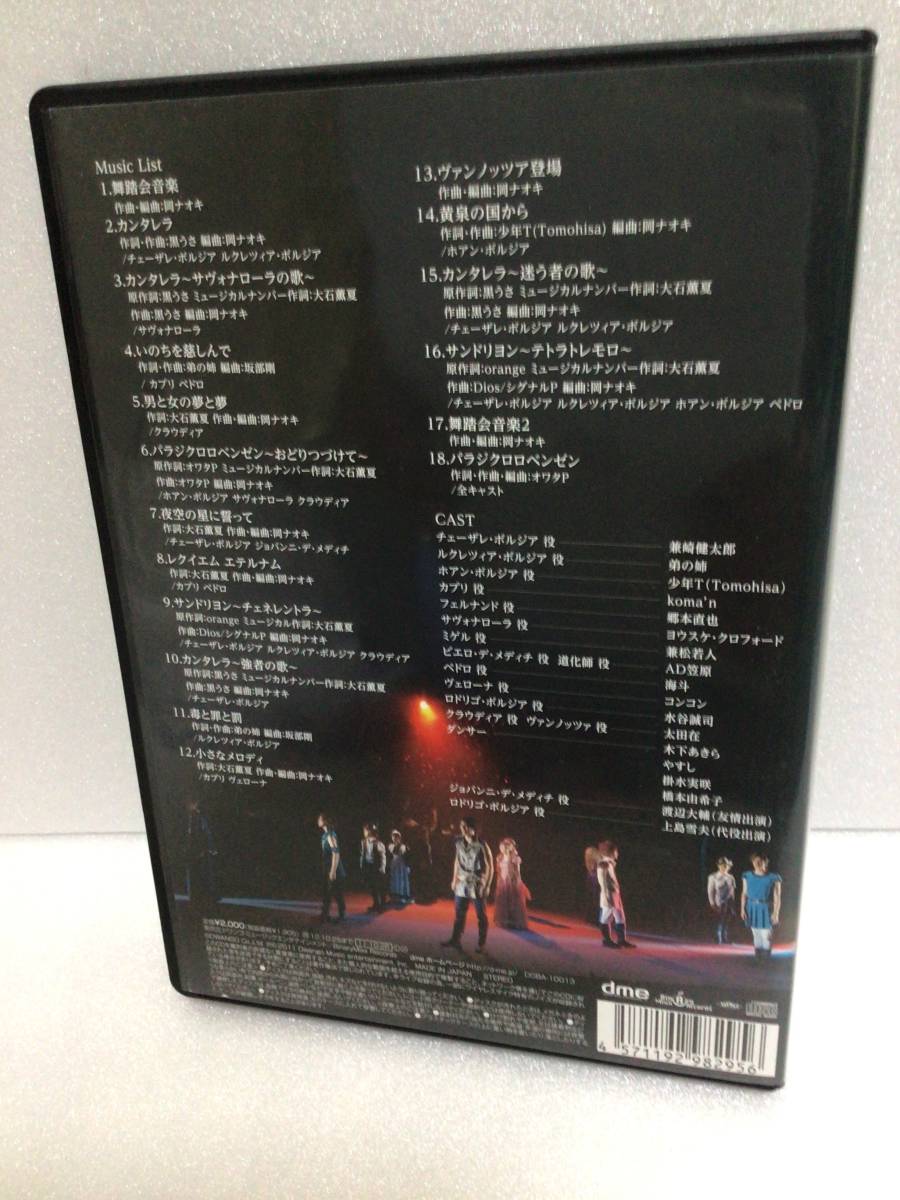 Music List
1.舞踏会音楽
作曲・編曲:岡ナオキ
2.カンタレラ
作詞・作曲:黒うさ 編曲:岡ナオキ
/チェーザレ・ボルジア ルクレツィア・ボルジア
3.カンタレラ~サヴォナローラの歌~
原作詞:黒うさ ミュージカルナンバー作詞:大石薫夏
作曲:黒うさ 編曲:岡ナオキ
/サヴォナローラ
4.いのちを慈しんで
作詞・作曲:弟の姉 編曲:坂部剛
/カプリ ペドロ
5.男と女の夢と夢
作詞:大石薫夏 作曲・編曲:岡ナオキ
/クラウディア
6.パラジクロロベンゼン~おどりつづけて~
原作詞:オワタP ミュージカルナンバー作詞:大石薫夏
作曲:オワタP 編曲:岡ナオキ
/ホアン・ボルジア サヴォナローラ クラウディア
7.夜空の星に誓って
作詞:大石薫夏 作曲・編曲:岡ナオキ
/チェーザレ・ボルジア ジョバンニ・デ・メディチ
8.レクイエム エテルナム
作詞:大石薫夏 作曲・編曲:岡ナオキ
/カプリ ペドロ
9.サンドリヨン~チェネレントラ~
原作詞:orange ミュージカル作詞:大石薫夏
作曲:Dios/シグナルP 編曲:岡ナオキ
/チェーザレ・ボルジア ルクレツィア・ボルジア クラウディア
10.カンタレラ~強者の歌~
原作詞:黒うさ ミュージカルナンバー作詞:大石薫夏
作曲:黒うさ 編曲:岡ナオキ
/チェーザレ・ボルジア
11.毒と罪と罰
作詞・作曲:弟の姉 編曲:坂部剛
/ルクレツィア・ボルジア
12.小さなメロディ
作詞:大石薫夏 作曲・編曲:岡ナオキ
/カプリ ヴェローナ
13.ヴァンノッツア登場
作曲・編曲:岡ナオキ
14.黄泉の国から
作詞・作曲:少年T(Tomohisa) 編曲:岡ナオキ
/ホアン・ボルジア
15.カンタレラ~迷う者の歌~
原作詞:黒うさ ミュージカルナンバー作詞:大石薫夏
作曲:黒うさ 編曲:岡ナオキ
/チェーザレ・ボルジア ルクレツィア・ボルジア
16.サンドリヨン~テトラトレモロ~
原作詞:orange ミュージカルナンバー作詞:大石薫夏
作曲:Dios/シグナルP 編曲:岡ナオキ
/チェーザレ・ボルジア ルクレツィア・ボルジア ホアン・ボルジア ペドロ
17.舞踏会音楽2
作曲・編曲:岡ナオキ
18.パラジクロロベンゼン
作詞・作曲:オワタP
/全キャスト
CAST
チェーザレ・ボルジア 役 兼崎健太郎
ルクレツィア・ボルジア 役 弟の姉
ホアン・ボルジア 役 少年T(Tomohisa)
カプリ 役 koma'n
フェルナンド 役 郷本直也
サヴォナローラ 役 ヨウスケ・クロフォード
ミゲル 役 兼松若人
ピエロ・デ・メディチ 役 道化師 役 AD笠原
ペドロ 役 海斗
ヴェローナ 役 コンコン
ロドリゴ・ボルジア 役 水谷誠司
クラウディア 役 ヴァンノッツァ 役 太田在
ダンサー 木下あきら
やすし
掛水実咲
橋本由希子
ジョバンニ・デ・メディチ 役 渡辺大輔(友情出演)
ロドリゴ・ボルジア 役 上島雪夫(代役出演)
定価¥2,000
dme ホームページ http://d-me.jp/ DDBA-10013
MADE IN JAPAN STEREO
dme
4 571192 982956